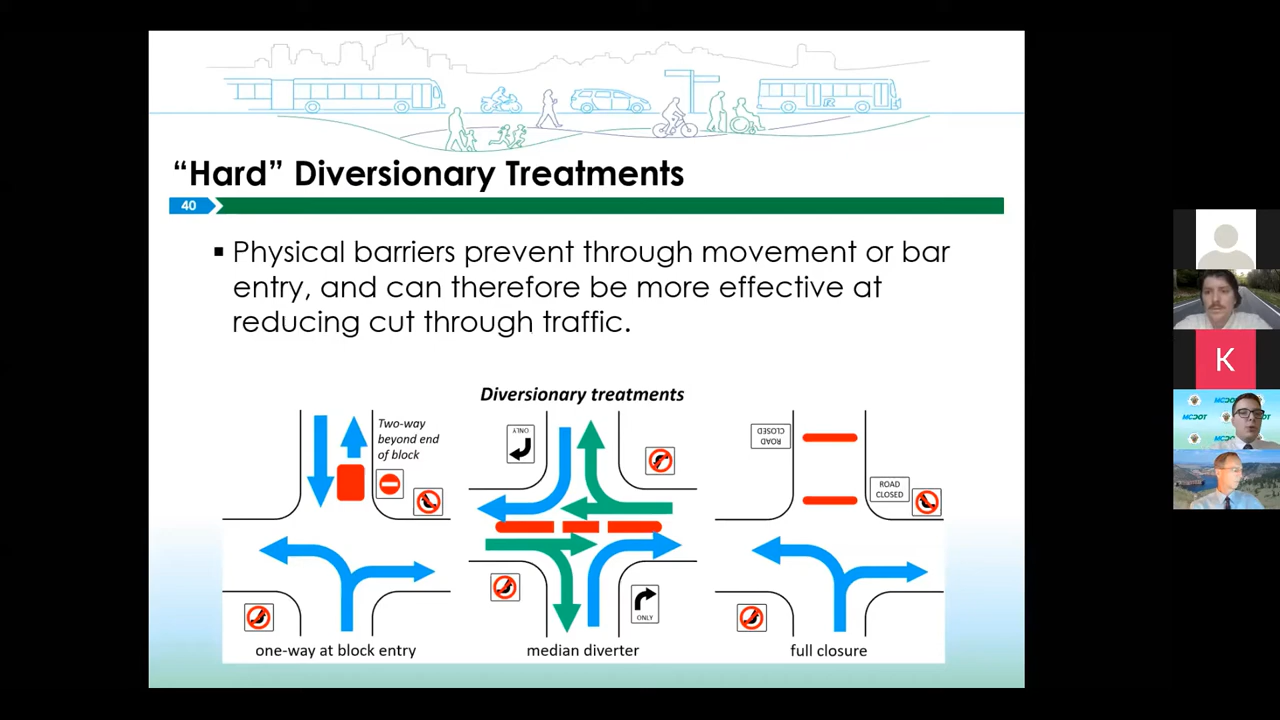 “Hard” Diversionary Treatments
40
▪ Physical barriers prevent through movement or bar
entry, and can therefore be more effective at
reducing cut through traffic.
Diversionary treatments
Two-way
beyond end
of block
ONLY
ROAD
CLOSED
ROAD
CLOSED
ONLY
one-way at block entry
median diverter
full closure
K
MCDOT
MCDOT